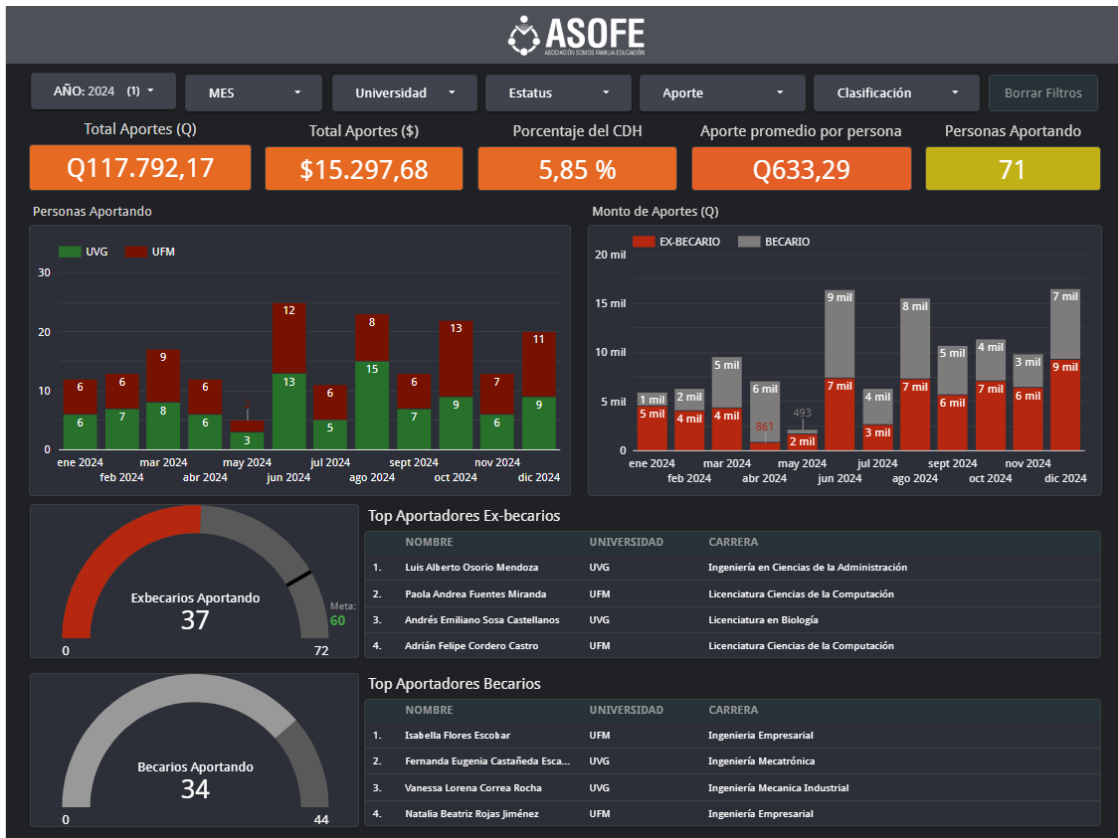 ASOFE
ASOCIACIÓN SOMOS FAMILIA EDUCACIÓN
AÑO: 2024 (1)
MES
Universidad
Estatus
Aporte
Clasificación
Borrar Filtros
Total Aportes (Q)
Q117.792,17
Total Aportes ($)
$15.297,68
Porcentaje del CDH
5,85 %
Aporte promedio por persona
Q633,29
Personas Aportando
71
Personas Aportando
UVG UFM
30
20
10
0
6 6 9 6 12 6 8 6 13 7 11
6 7 8 6 3 13 5 15 7 9 6 9
ene 2024 mar 2024 may 2024 jul 2024 sept 2024 nov 2024
feb 2024 abr 2024 jun 2024 ago 2024 oct 2024 dic 2024
Monto de Aportes (Q)
EX-BECARIO BECARIO
20 mil
15 mil
10 mil
5 mil
0
1 mil 2 mil 5 mil 6 mil 493 9 mil 4 mil 8 mil 5 mil 4 mil 3 mil 7 mil
5 mil 4 mil 4 mil 861 2 mil 7 mil 3 mil 7 mil 6 mil 7 mil 6 mil 9 mil
ene 2024 mar 2024 may 2024 jul 2024 sept 2024 nov 2024
feb 2024 abr 2024 jun 2024 ago 2024 oct 2024 dic 2024
Exbecarios Aportando
37
Meta:
60
0 72
Top Aportadores Ex-becarios
NOMBRE UNIVERSIDAD CARRERA
1. Luis Alberto Osorio Mendoza UVG Ingeniería en Ciencias de la Administración
2. Paola Andrea Fuentes Miranda UFM Licenciatura Ciencias de la Computación
3. Andrés Emiliano Sosa Castellanos UVG Licenciatura en Biología
4. Adrián Felipe Cordero Castro UFM Licenciatura Ciencias de la Computación
Becarios Aportando
34
0 44
Top Aportadores Becarios
NOMBRE UNIVERSIDAD CARRERA
1. Isabella Flores Escobar UFM Ingenieria Empresarial
2. Fernanda Eugenia Castañeda Esca... UVG Ingeniería Mecatrónica
3. Vanessa Lorena Correa Rocha UVG Ingeniería Mecanica Industrial
4. Natalia Beatriz Rojas Jiménez UFM Ingeniería Empresarial